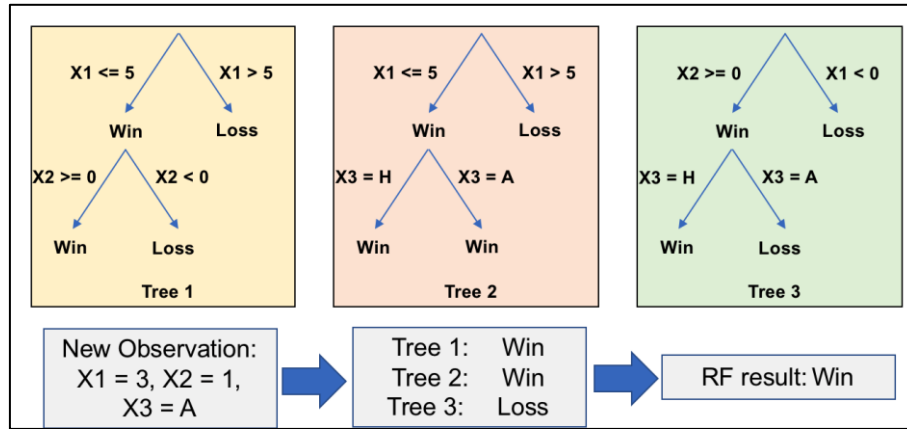 X1 <= 5
X1 > 5
Win
Loss
X2 >= 0
X2 < 0
Win
Loss
Tree 1
X1 <= 5
X1 > 5
Win
Loss
X3 = H
X3 = A
Win
Win
Tree 2
X2 >= 0
X1 < 0
Win
Loss
X3 = H
X3 = A
Win
Loss
Tree 3
New Observation:
X1 = 3, X2 = 1,
X3 = A
Tree 1: Win
Tree 2: Win
Tree 3: Loss
RF result: Win